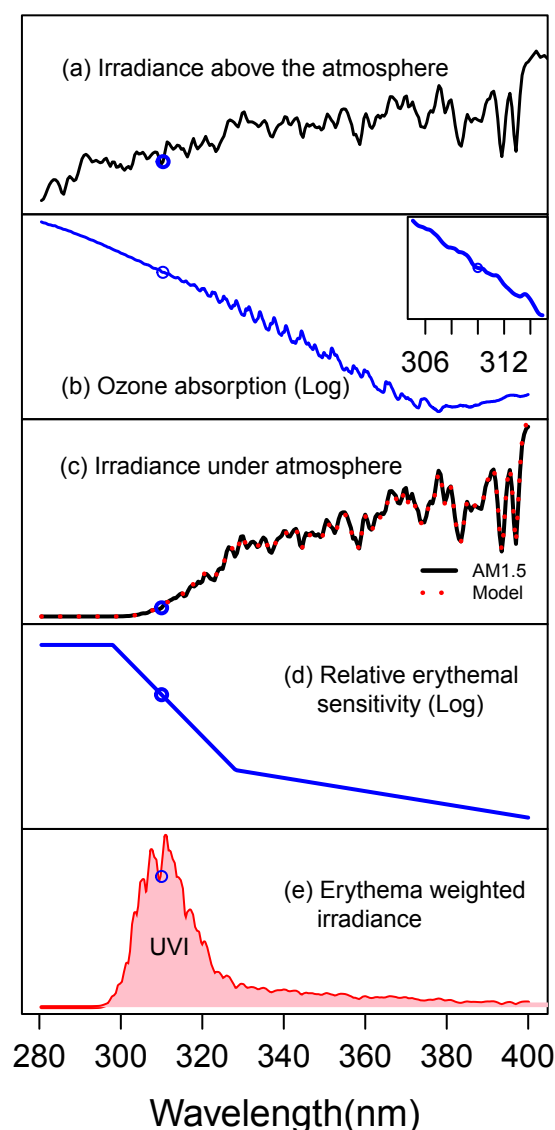 (a) Irradiance above the atmosphere
306 312
(b) Ozone absorption (Log)
(c) Irradiance under atmosphere
AM1.5
Model
(d) Relative erythemal
sensitivity (Log)
(e) Erythema weighted
irradiance
UVI
280 300 320 340 360 380 400
Wavelength(nm)